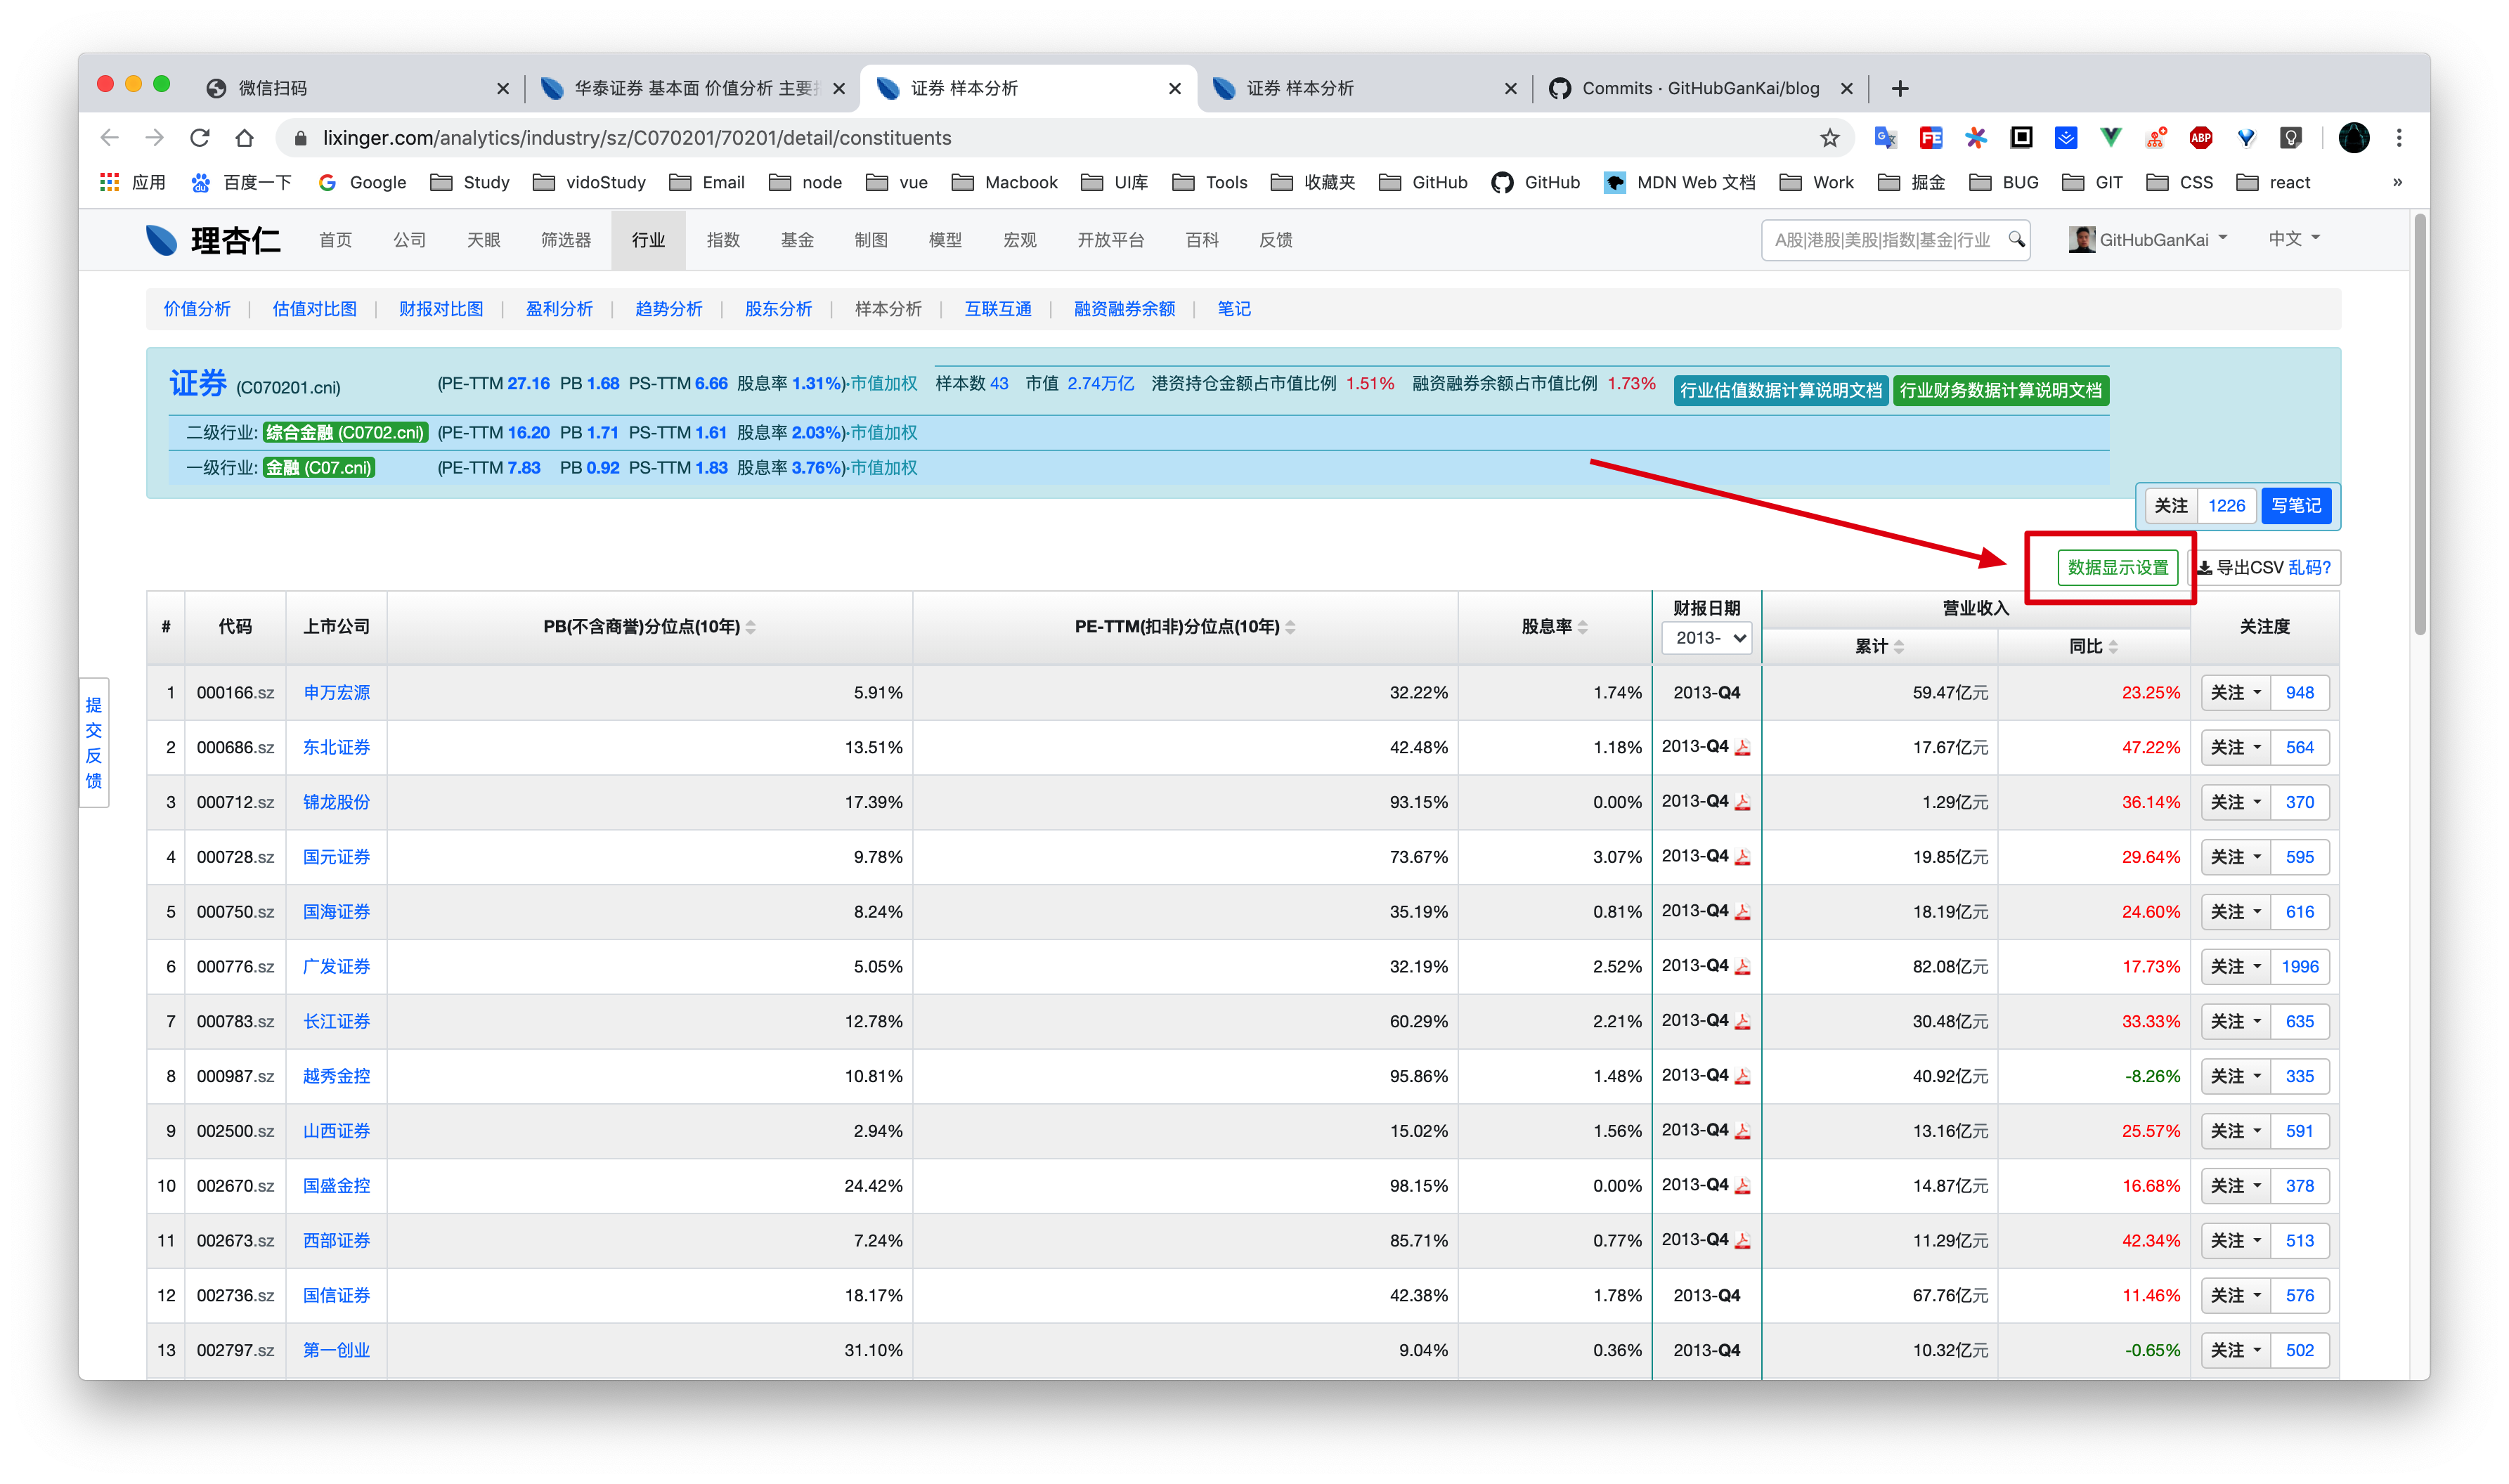 微信扫码
华泰证券 基本面 价值分析 主要
证券 样本分析
证券 样本分析
Commits · GitHubGanKai/blog
lixinger.com/analytics/industry/sz/C070201/70201/detail/constituents
应用 百度一下 Google Study vidoStudy Email node vue Macbook UI库 Tools 收藏夹 GitHub GitHub MDN Web 文档 Work 掘金 BUG GIT CSS react »
理杏仁 首页 公司 天眼 筛选器 行业 指数 基金 制图 模型 宏观 开放平台 百科 反馈 A股|港股|美股|指数|基金|行业 GitHubGanKai 中文
价值分析 | 估值对比图 | 财报对比图 | 盈利分析 | 趋势分析 | 股东分析 | 样本分析 | 互联互通 | 融资融券余额 | 笔记
证券 (C070201.cni) (PE-TTM 27.16 PB 1.68 PS-TTM 6.66 股息率 1.31%)·市值加权 样本数 43 市值 2.74万亿 港资持仓金额占市值比例 1.51% 融资融券余额占市值比例 1.73% 行业估值数据计算说明文档 行业财务数据计算说明文档
二级行业: 综合金融 (C0702.cni) (PE-TTM 16.20 PB 1.71 PS-TTM 1.61 股息率 2.03%)·市值加权
一级行业: 金融 (C07.cni) (PE-TTM 7.83 PB 0.92 PS-TTM 1.83 股息率 3.76%)·市值加权
关注 1226 写笔记
数据显示设置 导出CSV 乱码?
# 代码 上市公司 PB(不含商誉)分位点(10年) PE-TTM(扣非)分位点(10年) 股息率 财报日期 2013- 营业收入 累计 同比 关注度
1 000166.sz 申万宏源 5.91% 32.22% 1.74% 2013-Q4 59.47亿元 23.25% 关注 948
2 000686.sz 东北证券 13.51% 42.48% 1.18% 2013-Q4 17.67亿元 47.22% 关注 564
3 000712.sz 锦龙股份 17.39% 93.15% 0.00% 2013-Q4 1.29亿元 36.14% 关注 370
4 000728.sz 国元证券 9.78% 73.67% 3.07% 2013-Q4 19.85亿元 29.64% 关注 595
5 000750.sz 国海证券 8.24% 35.19% 0.81% 2013-Q4 18.19亿元 24.60% 关注 616
6 000776.sz 广发证券 5.05% 32.19% 2.52% 2013-Q4 82.08亿元 17.73% 关注 1996
7 000783.sz 长江证券 12.78% 60.29% 2.21% 2013-Q4 30.48亿元 33.33% 关注 635
8 000987.sz 越秀金控 10.81% 95.86% 1.48% 2013-Q4 40.92亿元 -8.26% 关注 335
9 002500.sz 山西证券 2.94% 15.02% 1.56% 2013-Q4 13.16亿元 25.57% 关注 591
10 002670.sz 国盛金控 24.42% 98.15% 0.00% 2013-Q4 14.87亿元 16.68% 关注 378
11 002673.sz 西部证券 7.24% 85.71% 0.77% 2013-Q4 11.29亿元 42.34% 关注 513
12 002736.sz 国信证券 18.17% 42.38% 1.78% 2013-Q4 67.76亿元 11.46% 关注 576
13 002797.sz 第一创业 31.10% 9.04% 0.36% 2013-Q4 10.32亿元 -0.65% 关注 502
提交反馈